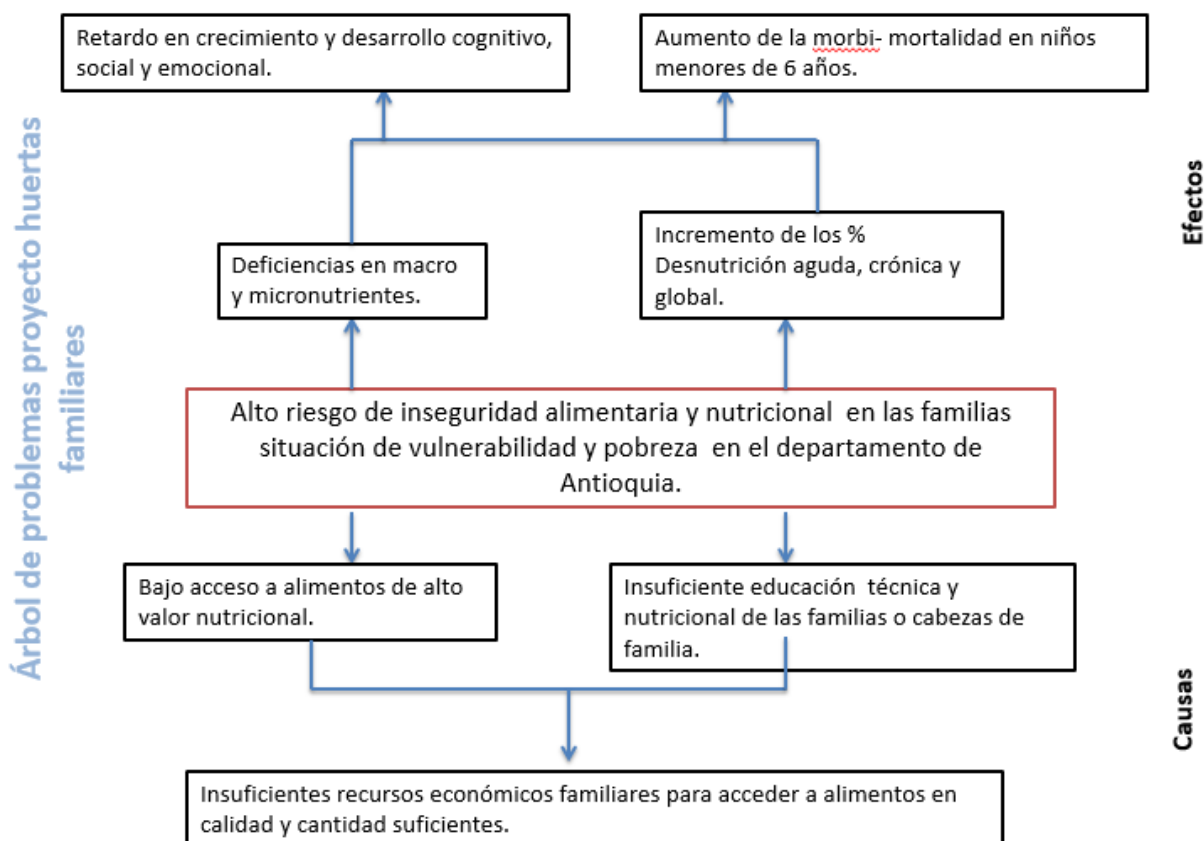 Árbol de problemas proyecto huertas
familiares
Retardo en crecimiento y desarrollo cognitivo,
social y emocional.
Aumento de la morbi- mortalidad en niños
menores de 6 años.
Efectos
Deficiencias en macro
y micronutrientes.
Incremento de los %
Desnutrición aguda, crónica y
global.
Alto riesgo de inseguridad alimentaria y nutricional en las familias
situación de vulnerabilidad y pobreza en el departamento de
Antioquia.
Bajo acceso a alimentos de alto
valor nutricional.
Insuficiente educación técnica y
nutricional de las familias o cabezas de
familia.
Causas
Insuficientes recursos económicos familiares para acceder a alimentos en
calidad y cantidad suficientes.